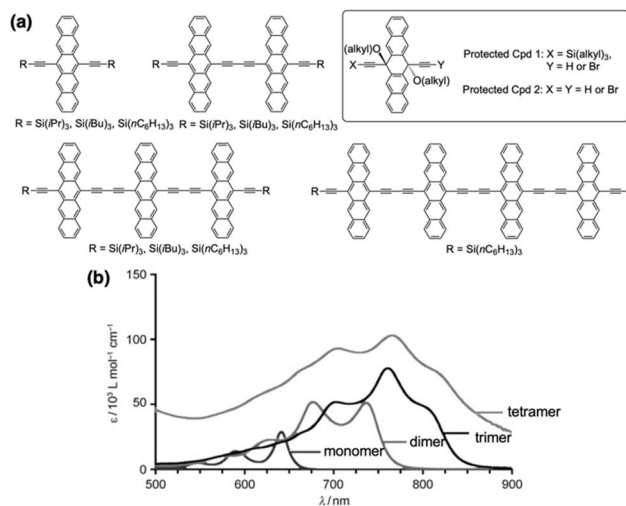 (a)
R
R
R = Si(iPr)₃, Si(iBu)₃, Si(nC₆H₁₃)₃
R
R
R = Si(iPr)₃, Si(iBu)₃, Si(nC₆H₁₃)₃
(alkyl)O
X
Y
O(alkyl)
Protected Cpd 1: X = Si(alkyl)₃,
Y = H or Br
Protected Cpd 2: X = Y = H or Br
R
R
R = Si(iPr)₃, Si(iBu)₃, Si(nC₆H₁₃)₃
R
R = Si(nC₆H₁₃)₃
(b)
ε / 10³ L mol⁻¹ cm⁻¹
150
100
50
0
tetramer
trimer
dimer
monomer
500 600 700 800 900
λ / nm